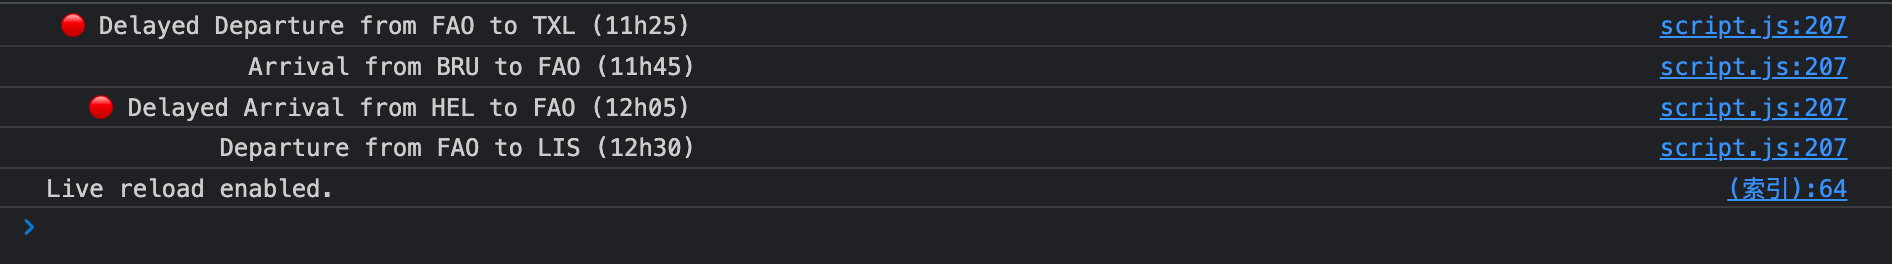 🔴 Delayed Departure from FAO to TXL (11h25) script.js:207
Arrival from BRU to FAO (11h45) script.js:207
🔴 Delayed Arrival from HEL to FAO (12h05) script.js:207
Departure from FAO to LIS (12h30) script.js:207
Live reload enabled. (索引):64